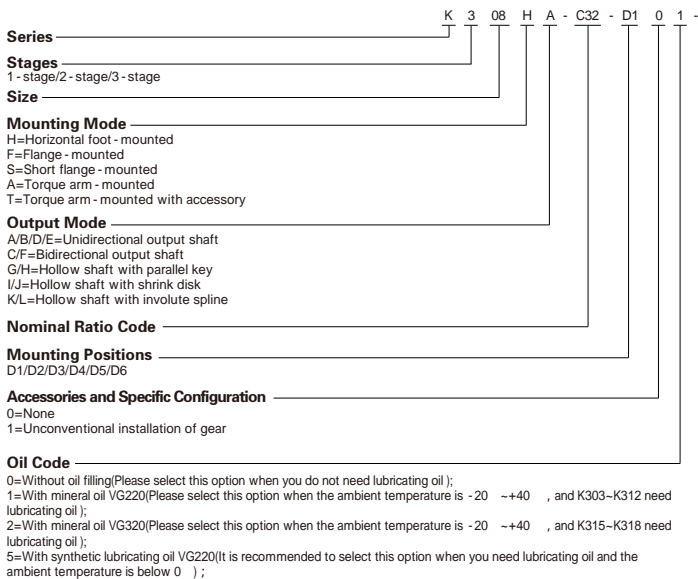 K 3 08 H A - C32 - D1 0 1 -
Series
Stages
1 - stage/2 - stage/3 - stage
Size
Mounting Mode
H=Horizontal foot - mounted
F=Flange - mounted
S=Short flange - mounted
A=Torque arm - mounted
T=Torque arm - mounted with accessory
Output Mode
A/B/D/E=Unidirectional output shaft
C/F=Bidirectional output shaft
G/H=Hollow shaft with parallel key
I/J=Hollow shaft with shrink disk
K/L=Hollow shaft with involute spline
Nominal Ratio Code
Mounting Positions
D1/D2/D3/D4/D5/D6
Accessories and Specific Configuration
0=None
1=Unconventional installation of gear
Oil Code
0=Without oil filling(Please select this option when you do not need lubricating oil );
1=With mineral oil VG220(Please select this option when the ambient temperature is -20 ~+40 , and K303~K312 need
lubricating oil );
2=With mineral oil VG320(Please select this option when the ambient temperature is -20 ~+40 , and K315~K318 need
lubricating oil );
5=With synthetic lubricating oil VG220(It is recommended to select this option when you need lubricating oil and the
ambient temperature is below 0 ) ;